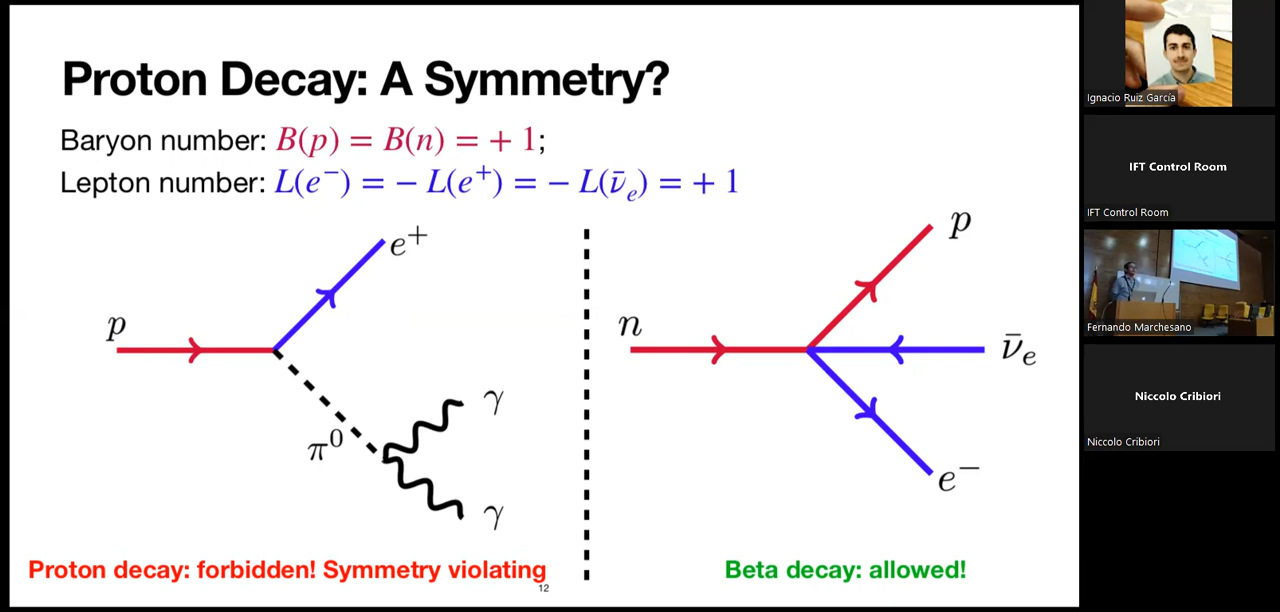 Proton Decay: A Symmetry?
Baryon number: B(p) = B(n) = + 1;
Lepton number: L(e⁻) = − L(e⁺) = − L(ν̄ₑ) = + 1
e⁺
p
π⁰
γ
γ
n
p
ν̄ₑ
e⁻
Proton decay: forbidden! Symmetry violating
Beta decay: allowed!
12
Ignacio Ruiz García
IFT Control Room
IFT Control Room
Fernando Marchesano
Niccolo Cribiori
Niccolo Cribiori